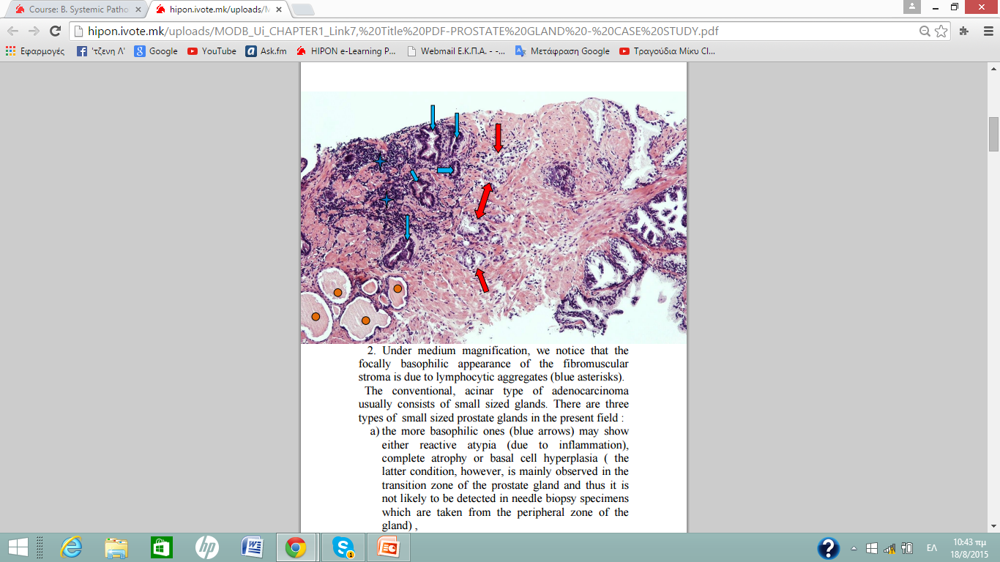 Course: B. Systemic Patho
hipon.ivote.mk/uploads/M
hipon.ivote.mk/uploads/MODB_Ui_CHAPTER1_Link7,%20Title%20PDF-PROSTATE%20GLAND%20-%20CASE%20STUDY.pdf
Εφαρμογές 'τζενη Λ' Google YouTube Ask.fm HIPON e-Learning P... Webmail Ε.Κ.Π.Α. - -... Μετάφραση Google Τραγούδια Μίκυ Cl...
2. Under medium magnification, we notice that the
focally basophilic appearance of the fibromuscular
stroma is due to lymphocytic aggregates (blue asterisks).
The conventional, acinar type of adenocarcinoma
usually consists of small sized glands. There are three
types of small sized prostate glands in the present field :
a) the more basophilic ones (blue arrows) may show
either reactive atypia (due to inflammation),
complete atrophy or basal cell hyperplasia ( the
latter condition, however, is mainly observed in the
transition zone of the prostate gland and thus it is
not likely to be detected in needle biopsy specimens
which are taken from the peripheral zone of the
gland) ,
ΕΛ
10:43 πμ
18/8/2015